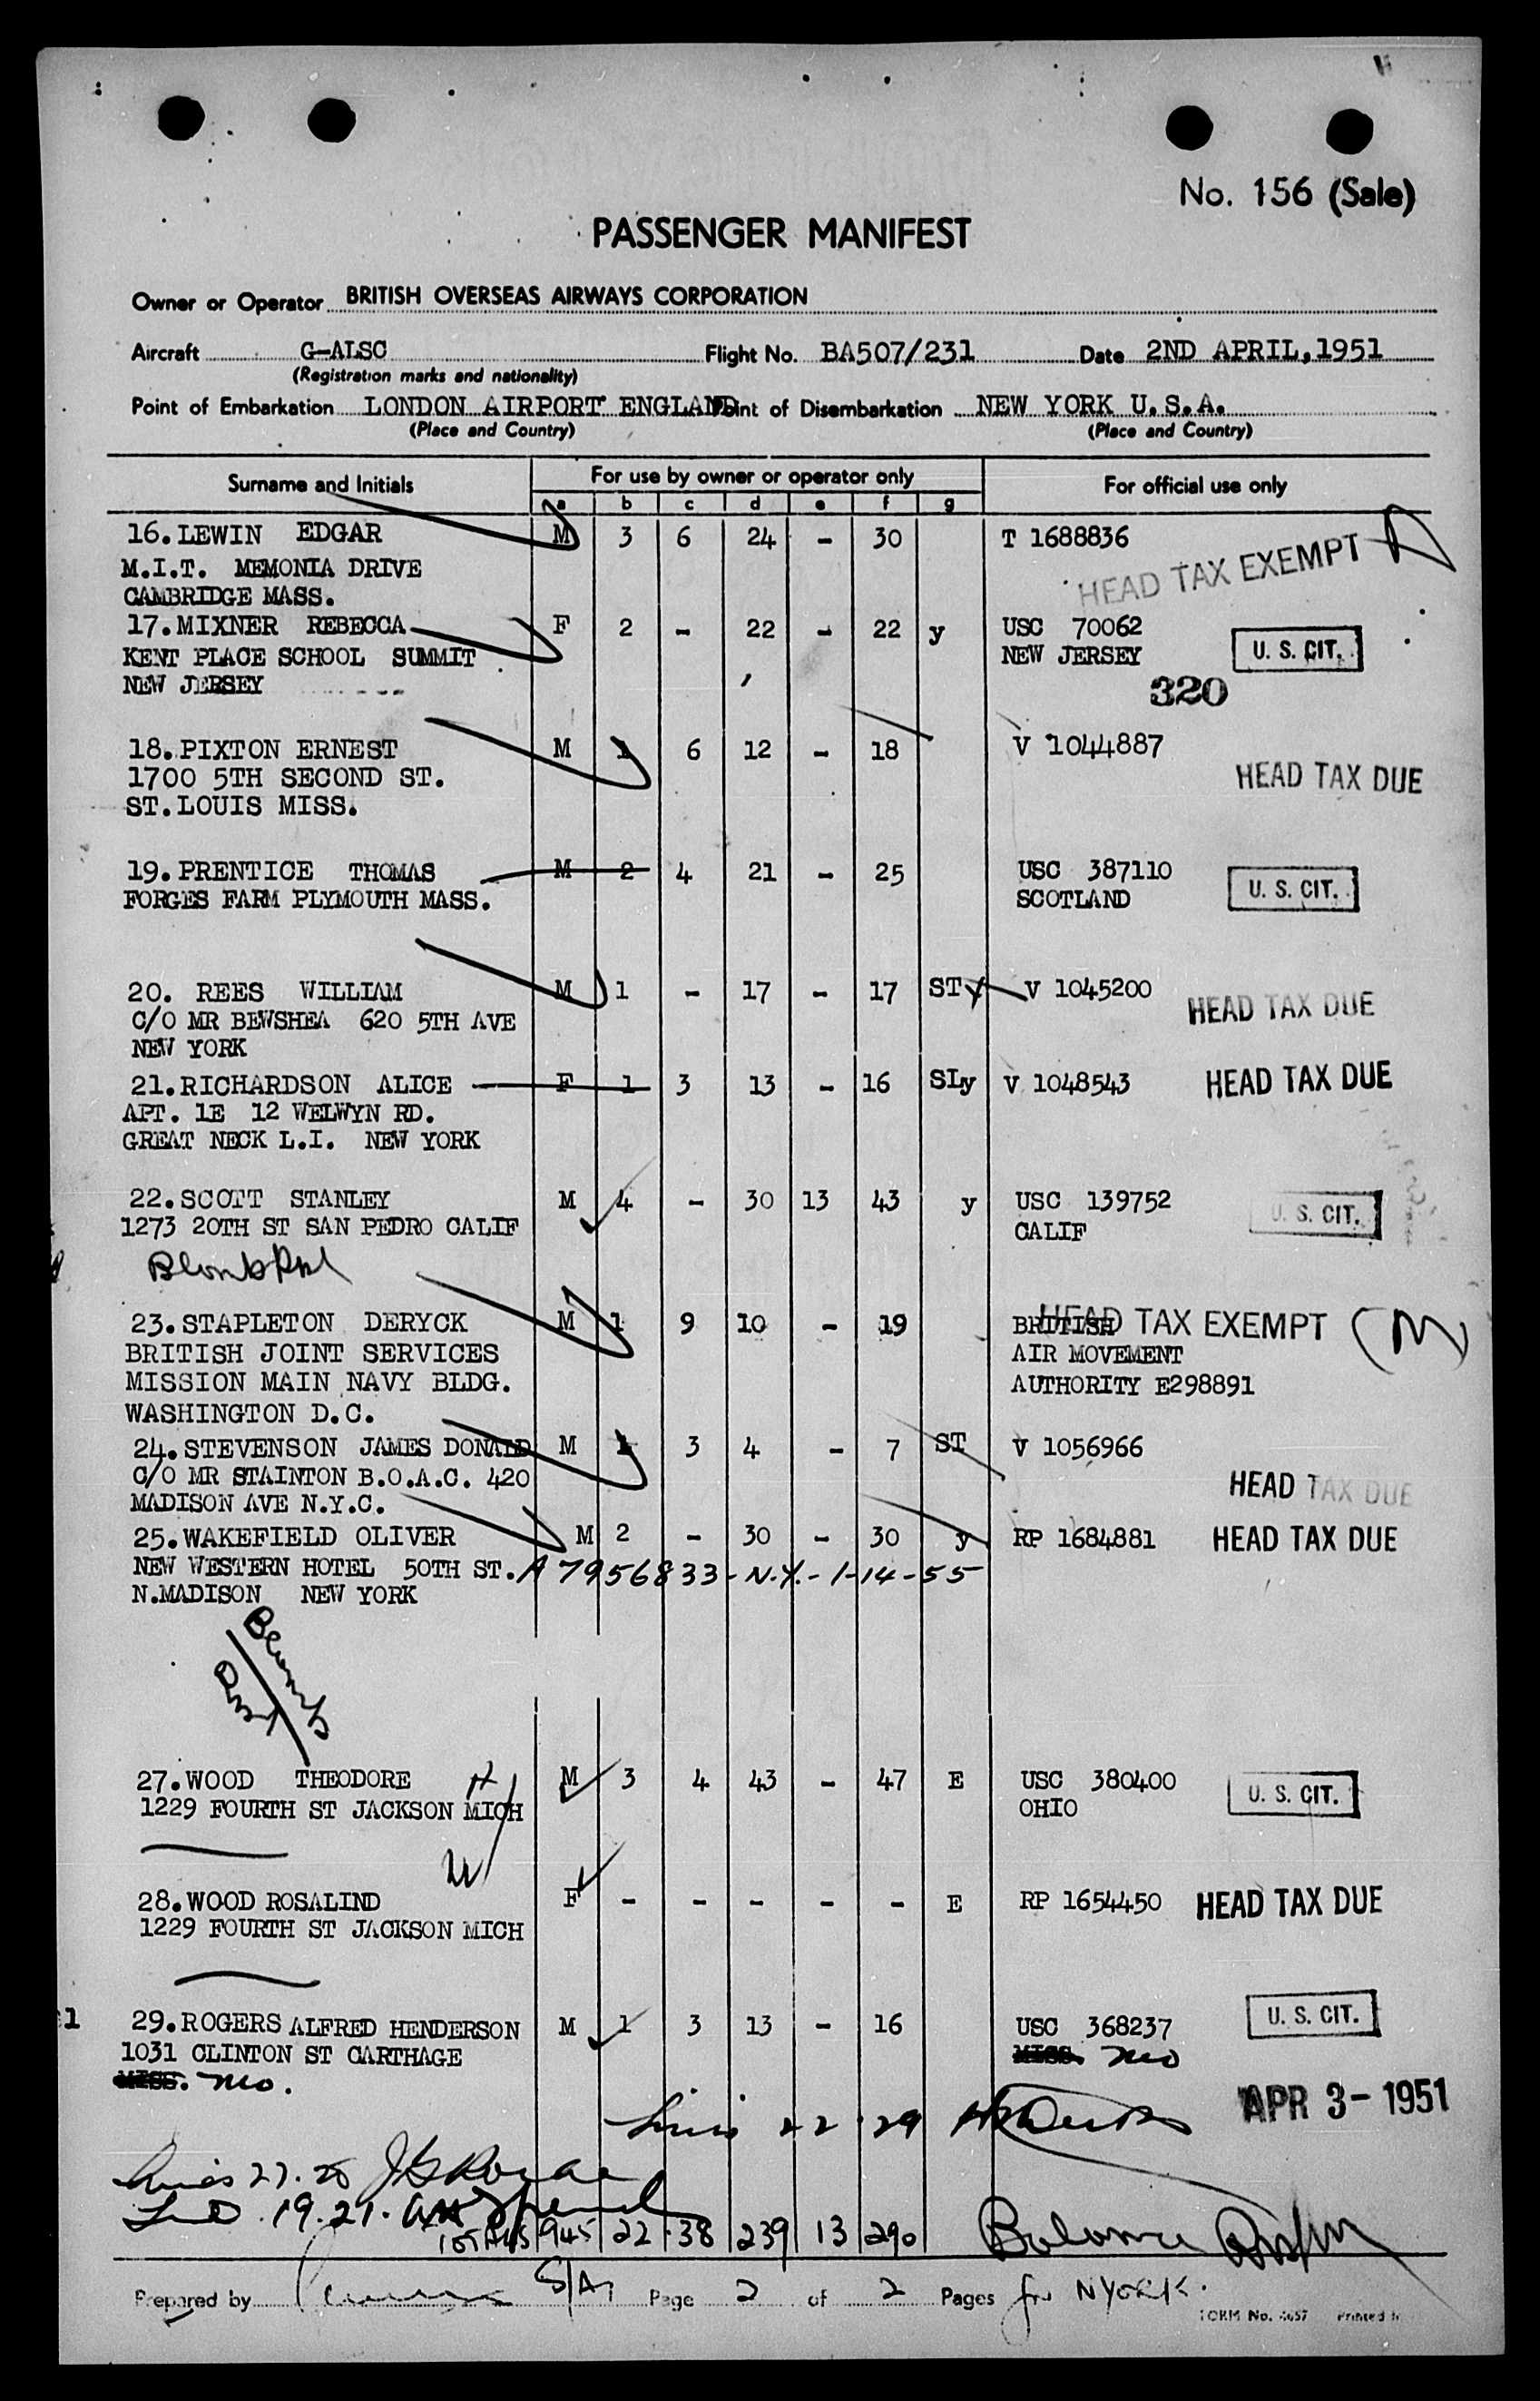 No. 156 (Sale)
PASSENGER MANIFEST
Owner or Operator BRITISH OVERSEAS AIRWAYS CORPORATION
Aircraft G-ALSC Flight No. BA507/231 Date 2ND APRIL, 1951
(Registration marks and nationality)
Point of Embarkation LONDON AIRPORT ENGLAND Point of Disembarkation NEW YORK U.S.A.
(Place and Country) (Place and Country)
Surname and Initials For use by owner or operator only For official use only
a b c d e f g
16. LEWIN EDGAR M 3 6 24 - 30 T 1688836
M.I.T. MEMONIA DRIVE HEAD TAX EXEMPT
CAMBRIDGE MASS.
17. MIXNER REBECCA F 2 - 22 - 22 y USC 70062
KENT PLACE SCHOOL SUMMIT NEW JERSEY U. S. CIT.
NEW JERSEY 320
18. PIXTON ERNEST M 1 6 12 - 18 V 1044887
1700 5TH SECOND ST. HEAD TAX DUE
ST. LOUIS MISS.
19. PRENTICE THOMAS M 2 4 21 - 25 USC 387110
FORGES FARM PLYMOUTH MASS. SCOTLAND U. S. CIT.
20. REES WILLIAM M 1 - 17 - 17 ST y V 1045200
C/O MR BEWSHEA 620 5TH AVE HEAD TAX DUE
NEW YORK
21. RICHARDSON ALICE F 1 3 13 - 16 SLy V 1048543 HEAD TAX DUE
APT. 1E 12 WELWYN RD.
GREAT NECK L.I. NEW YORK
22. SCOTT STANLEY M 4 - 30 13 43 y USC 139752
1273 20TH ST SAN PEDRO CALIF CALIF U. S. CIT.
23. STAPLETON DERYCK M 1 9 10 - 19 BRITISH HEAD TAX EXEMPT (M)
BRITISH JOINT SERVICES AIR MOVEMENT
MISSION MAIN NAVY BLDG. AUTHORITY E298891
WASHINGTON D.C.
24. STEVENSON JAMES DONALD M 1 3 4 - 7 ST V 1056966
C/O MR STAINTON B.O.A.C. 420 HEAD TAX DUE
MADISON AVE N.Y.C.
25. WAKEFIELD OLIVER M 2 - 30 - 30 y RP 1684881 HEAD TAX DUE
NEW WESTERN HOTEL 50TH ST. A 7956833 - N.Y. - 1-14-55
N.MADISON NEW YORK
27. WOOD THEODORE H M 3 4 43 - 47 E USC 380400
1229 FOURTH ST JACKSON MICH OHIO U. S. CIT.
W
28. WOOD ROSALIND F - - - - - E RP 1654450 HEAD TAX DUE
1229 FOURTH ST JACKSON MICH
1 29. ROGERS ALFRED HENDERSON M 1 3 13 - 16 USC 368237 U. S. CIT.
1031 CLINTON ST CARTHAGE MISS. Mo
MISS. Mo. APR 3 - 1951
22 29
19.21.
TOTALS 945 22 38 239 13 290 Balance
Prepared by S/A, Page 2 of 2 Pages for N YORK.
FORM No. Printed